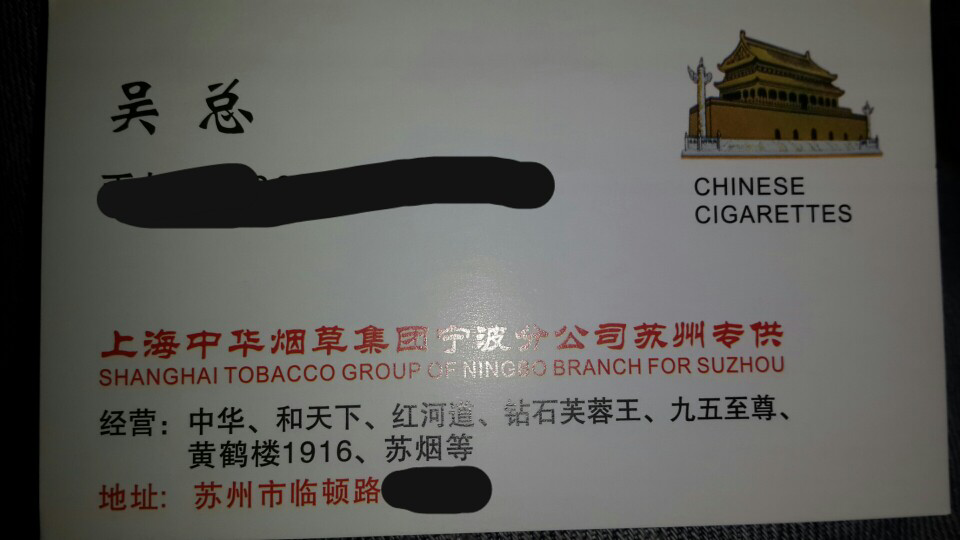 吴 总
CHINESE
CIGARETTES
上海中华烟草集团宁波分公司苏州专供
SHANGHAI TOBACCO GROUP OF NINGBO BRANCH FOR SUZHOU
经营：中华、和天下、红河道、钻石芙蓉王、九五至尊、
黄鹤楼1916、苏烟等
地址：苏州市临顿路